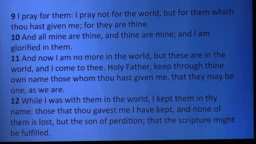 9 I pray for them: I pray not for the world, but for them which
thou hast given me; for they are thine.
10 And all mine are thine, and thine are mine; and I am
glorified in them.
11 And now I am no more in the world, but these are in the
world, and I come to thee. Holy Father, keep through thine
own name those whom thou hast given me, that they may be
one, as we are.
12 While I was with them in the world, I kept them in thy
name: those that thou gavest me I have kept, and none of
them is lost, but the son of perdition; that the scripture might
be fulfilled.